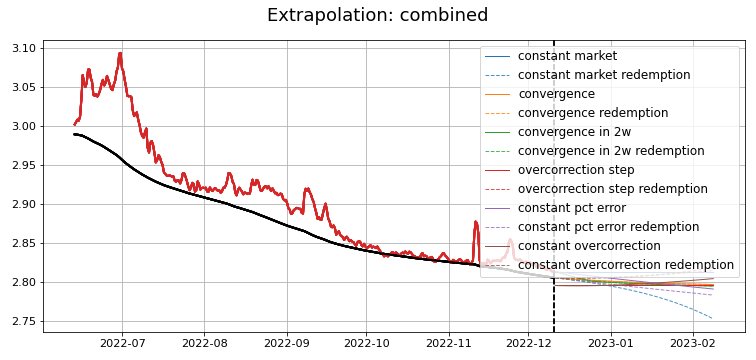 Extrapolation: combined
3.10
3.05
3.00
2.95
2.90
2.85
2.80
2.75
constant market
constant market redemption
convergence
convergence redemption
convergence in 2w
convergence in 2w redemption
overcorrection step
overcorrection step redemption
constant pct error
constant pct error redemption
constant overcorrection
constant overcorrection redemption
2022-07
2022-08
2022-09
2022-10
2022-11
2022-12
2023-01
2023-02